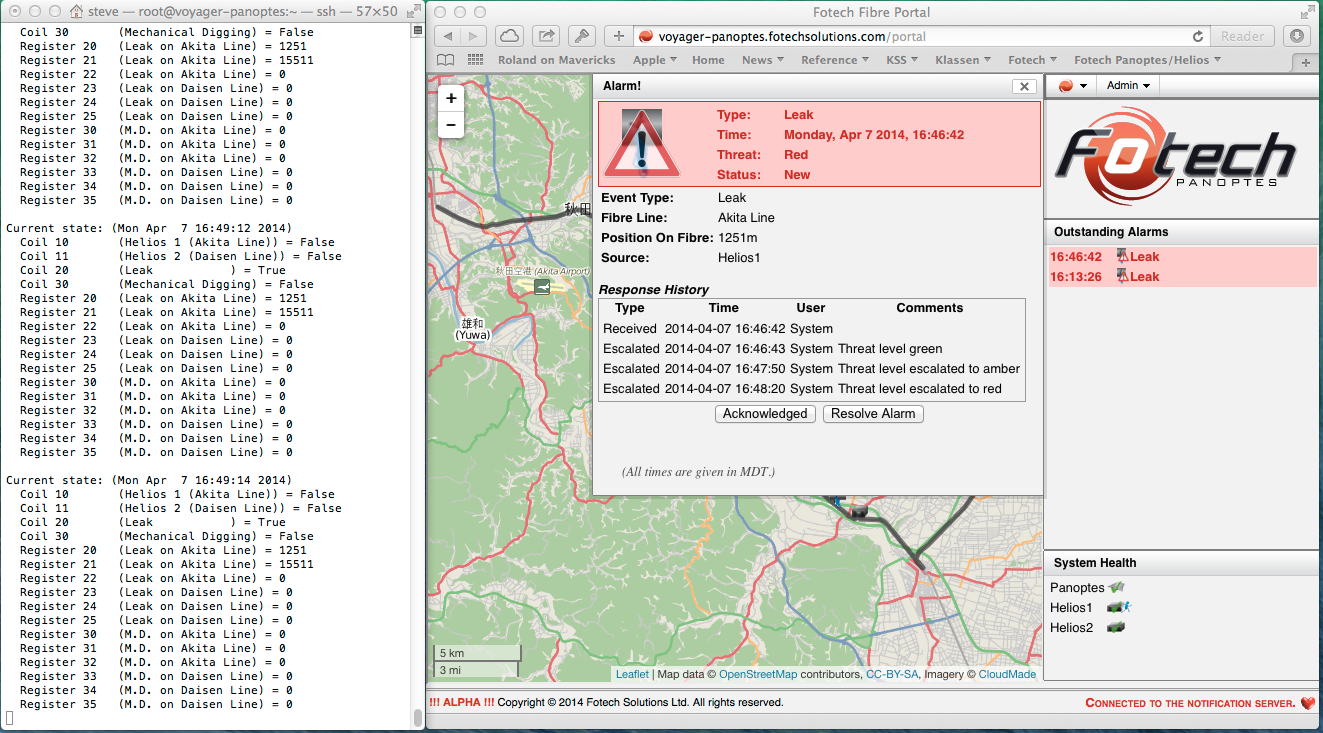 steve — root@voyager-panoptes:~ — ssh — 57×50
Coil 30 (Mechanical Digging) = False
Register 20 (Leak on Akita Line) = 1251
Register 21 (Leak on Akita Line) = 15511
Register 22 (Leak on Akita Line) = 0
Register 23 (Leak on Daisen Line) = 0
Register 24 (Leak on Daisen Line) = 0
Register 25 (Leak on Daisen Line) = 0
Register 30 (M.D. on Akita Line) = 0
Register 31 (M.D. on Akita Line) = 0
Register 32 (M.D. on Akita Line) = 0
Register 33 (M.D. on Daisen Line) = 0
Register 34 (M.D. on Daisen Line) = 0
Register 35 (M.D. on Daisen Line) = 0
Current state: (Mon Apr 7 16:49:12 2014)
Coil 10 (Helios 1 (Akita Line)) = False
Coil 11 (Helios 2 (Daisen Line)) = False
Coil 20 (Leak ) = True
Coil 30 (Mechanical Digging) = False
Register 20 (Leak on Akita Line) = 1251
Register 21 (Leak on Akita Line) = 15511
Register 22 (Leak on Akita Line) = 0
Register 23 (Leak on Daisen Line) = 0
Register 24 (Leak on Daisen Line) = 0
Register 25 (Leak on Daisen Line) = 0
Register 30 (M.D. on Akita Line) = 0
Register 31 (M.D. on Akita Line) = 0
Register 32 (M.D. on Akita Line) = 0
Register 33 (M.D. on Daisen Line) = 0
Register 34 (M.D. on Daisen Line) = 0
Register 35 (M.D. on Daisen Line) = 0
Current state: (Mon Apr 7 16:49:14 2014)
Coil 10 (Helios 1 (Akita Line)) = False
Coil 11 (Helios 2 (Daisen Line)) = False
Coil 20 (Leak ) = True
Coil 30 (Mechanical Digging) = False
Register 20 (Leak on Akita Line) = 1251
Register 21 (Leak on Akita Line) = 15511
Register 22 (Leak on Akita Line) = 0
Register 23 (Leak on Daisen Line) = 0
Register 24 (Leak on Daisen Line) = 0
Register 25 (Leak on Daisen Line) = 0
Register 30 (M.D. on Akita Line) = 0
Register 31 (M.D. on Akita Line) = 0
Register 32 (M.D. on Akita Line) = 0
Register 33 (M.D. on Daisen Line) = 0
Register 34 (M.D. on Daisen Line) = 0
Register 35 (M.D. on Daisen Line) = 0
Fotech Fibre Portal
voyager-panoptes.fotechsolutions.com/portal
Reader
Roland on Mavericks Apple Home News Reference KSS Klassen Fotech Fotech Panoptes/Helios
+
−
秋田
秋田空港 (Akita Airport)
雄和
(Yuwa)
5 km
3 mi
Alarm!
Type: Leak
Time: Monday, Apr 7 2014, 16:46:42
Threat: Red
Status: New
Event Type: Leak
Fibre Line: Akita Line
Position On Fibre: 1251m
Source: Helios1
Response History
Type Time User Comments
Received 2014-04-07 16:46:42 System
Escalated 2014-04-07 16:46:43 System Threat level green
Escalated 2014-04-07 16:47:50 System Threat level escalated to amber
Escalated 2014-04-07 16:48:20 System Threat level escalated to red
Acknowledged Resolve Alarm
(All times are given in MDT.)
Leaflet | Map data © OpenStreetMap contributors, CC-BY-SA, Imagery © CloudMade
Admin
Fotech
PANOPTES
Outstanding Alarms
16:46:42 Leak
16:13:26 Leak
System Health
Panoptes
Helios1
Helios2
!!! ALPHA !!! Copyright © 2014 Fotech Solutions Ltd. All rights reserved.
CONNECTED TO THE NOTIFICATION SERVER.